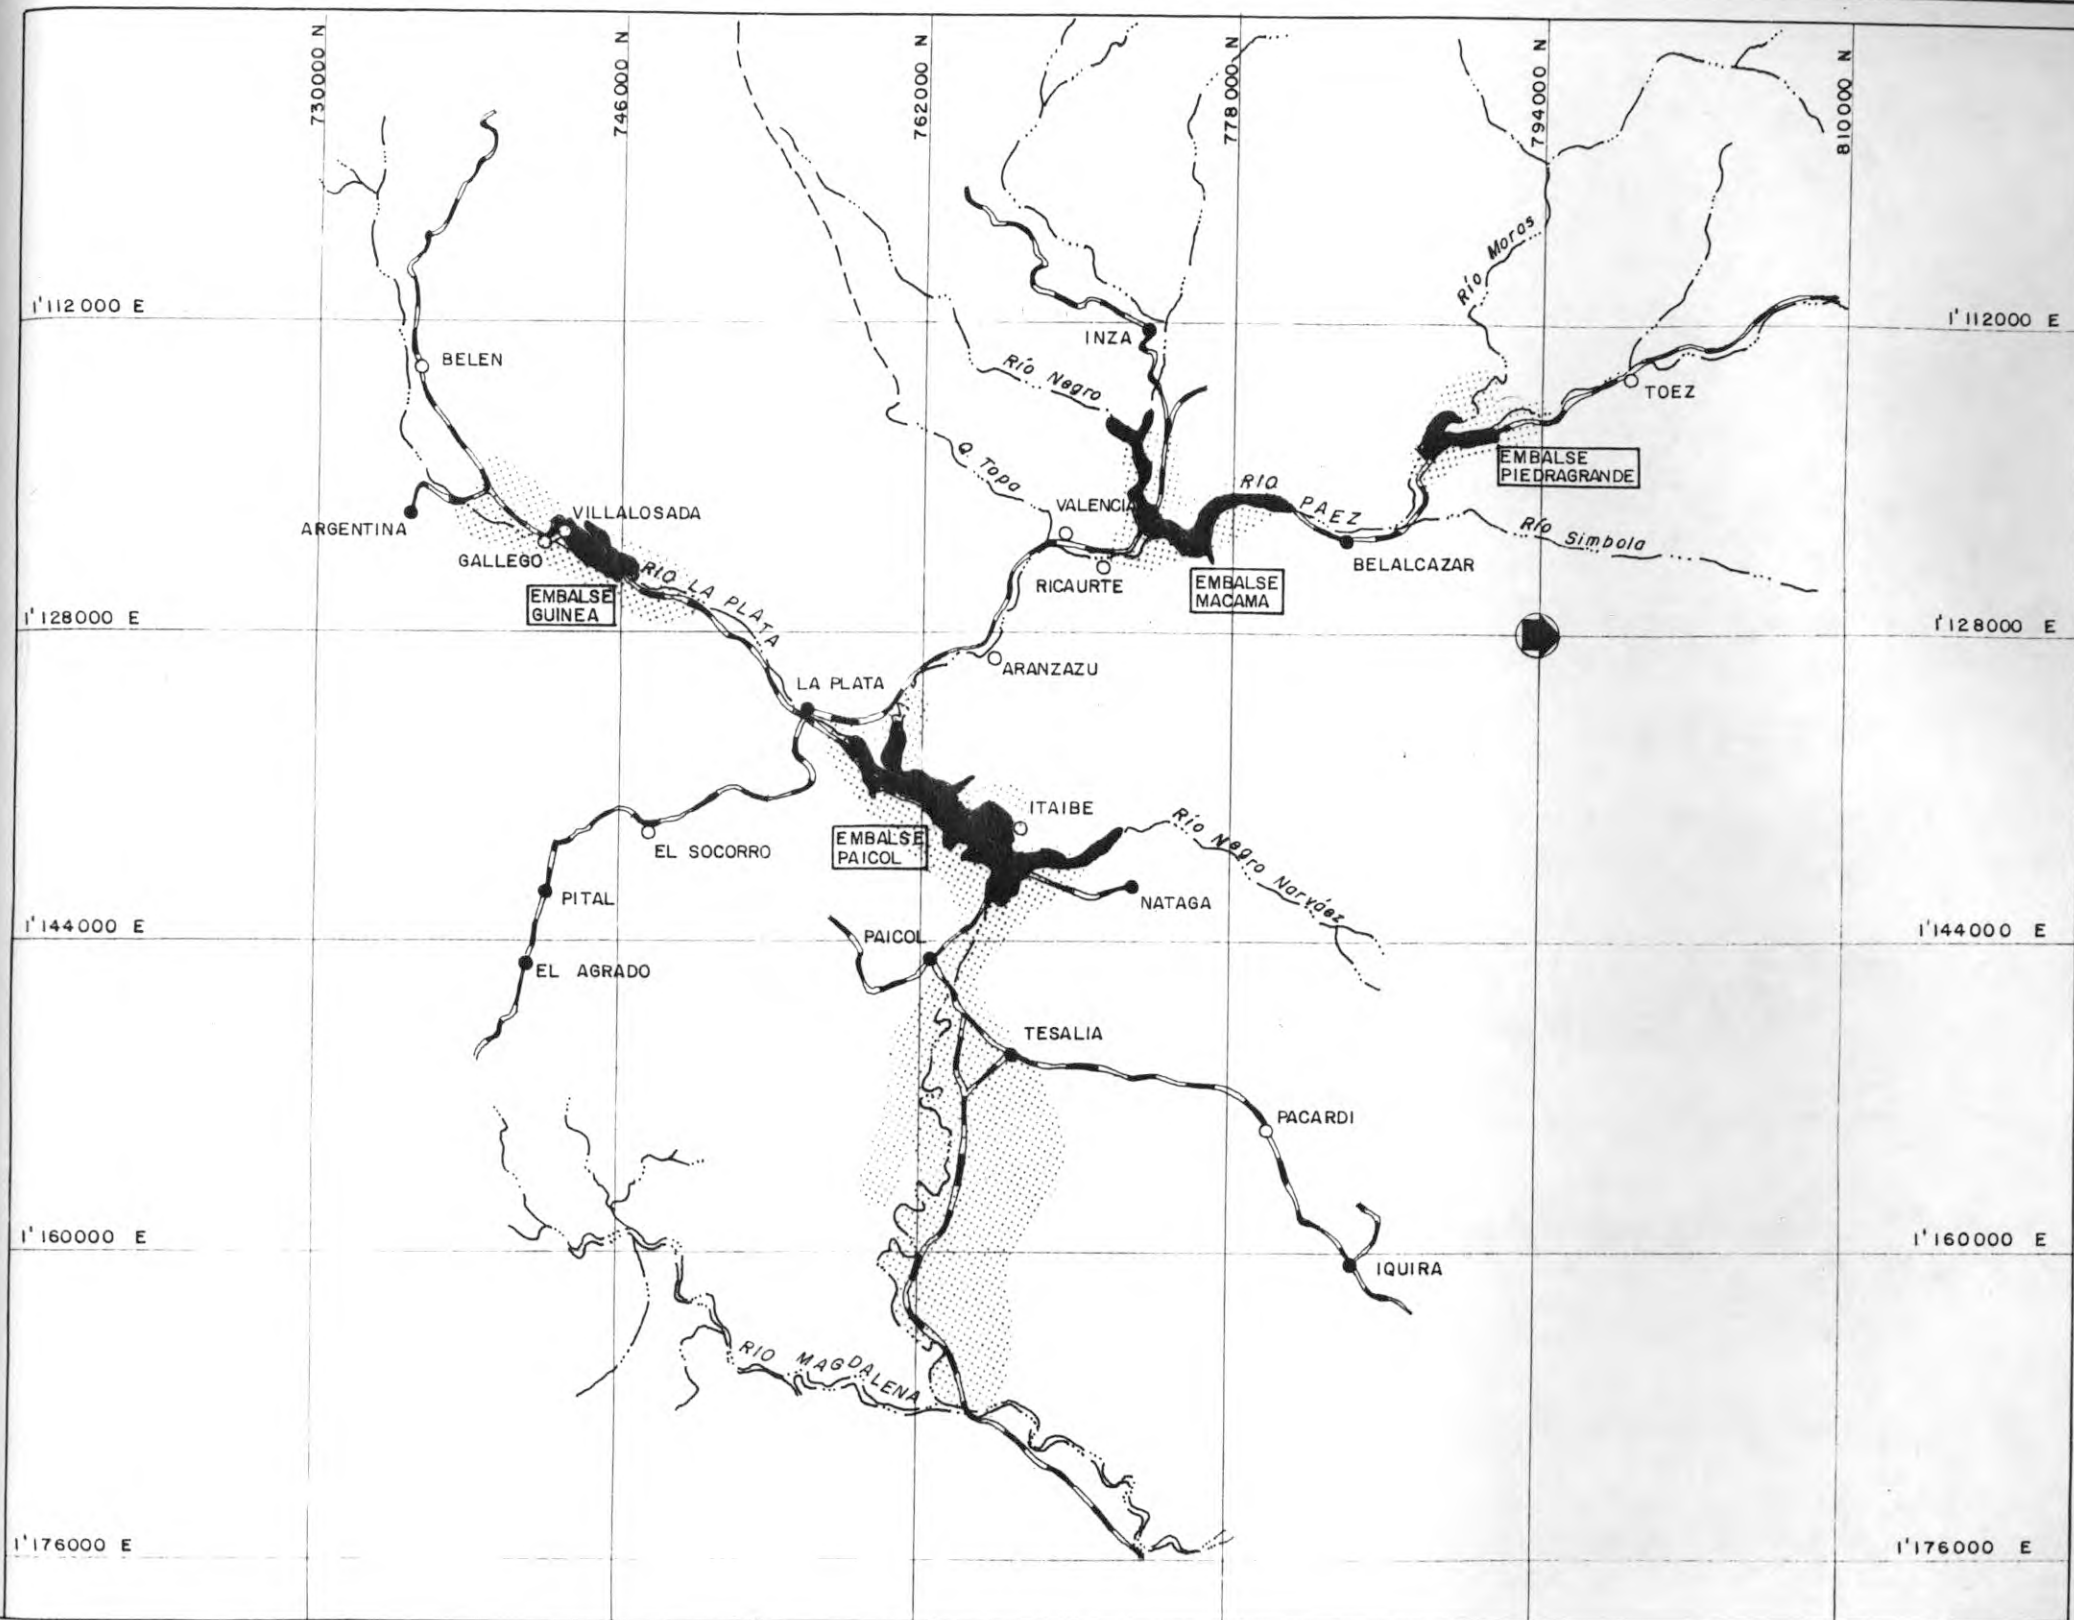 730000 N
746000 N
762000 N
778000 N
794000 N
810000 N
1'112000 E
1'112000 E
Río Moras
INZA
BELEN
Río Negro
TOEZ
EMBALSE
PIEDRAGRANDE
Q. Topa
VALENCIA
RIO PAEZ
ARGENTINA
VILLALOSADA
GALLEGO
Río Simbola
BELALCAZAR
RIO LA PLATA
RICAURTE
EMBALSE
MACAMA
EMBALSE
GUINEA
1'128000 E
1'128000 E
ARANZAZU
LA PLATA
ITAIBE
Río Negro Narváez
EMBALSE
PAICOL
EL SOCORRO
PITAL
NATAGA
1'144000 E
1'144000 E
PAICOL
EL AGRADO
TESALIA
PACARDI
1'160000 E
1'160000 E
IQUIRA
RIO MAGDALENA
1'176000 E
1'176000 E